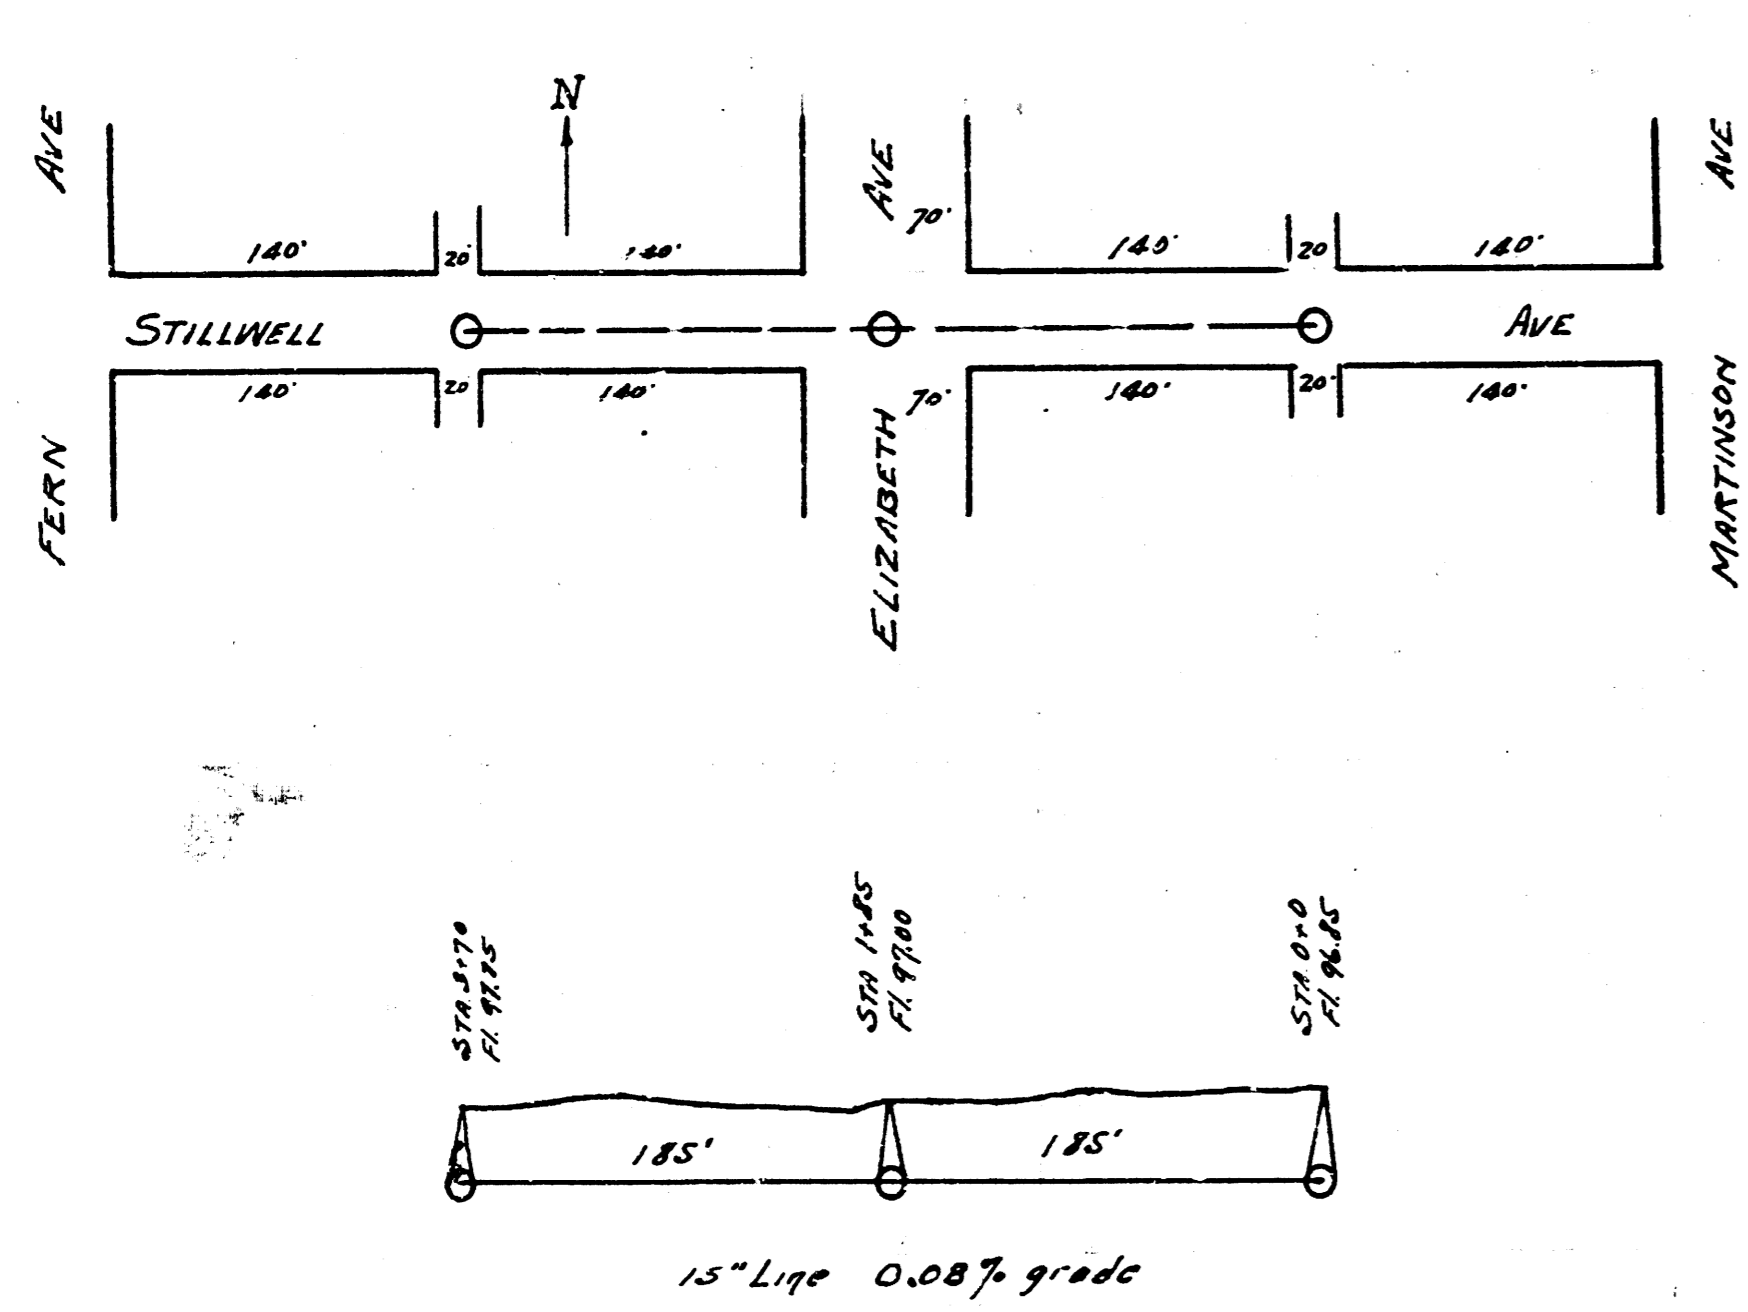 N
AVE
AVE
AVE
70'
140'
20'
140'
140'
20
140'
STILLWELL
AVE
140'
20
140'
70'
140'
20'
140'
FERN
ELIZABETH
MARTINSON
STA. 3+70
Fl. 97.75
STA 1+85
Fl. 97.00
STA. 0+0
Fl. 96.85
185'
185'
15" Line 0.08% grade